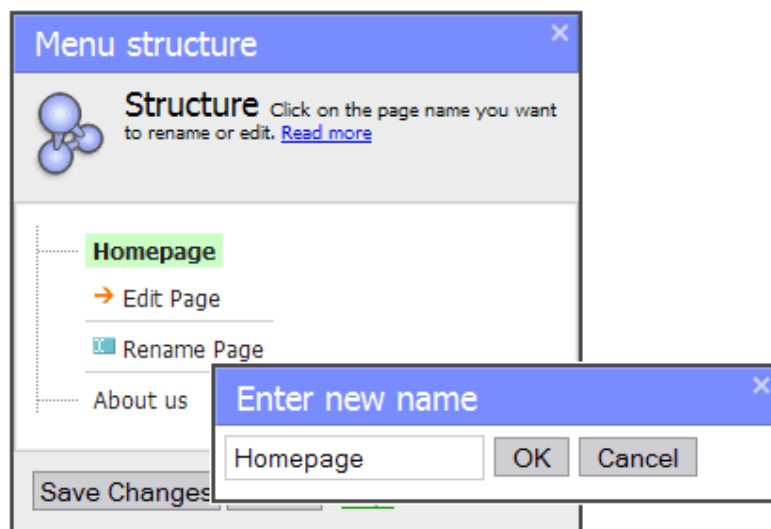 Menu structure
Structure Click on the page name you want
to rename or edit. Read more
Homepage
Edit Page
Rename Page
About us
Enter new name
Homepage OK Cancel
Save Changes